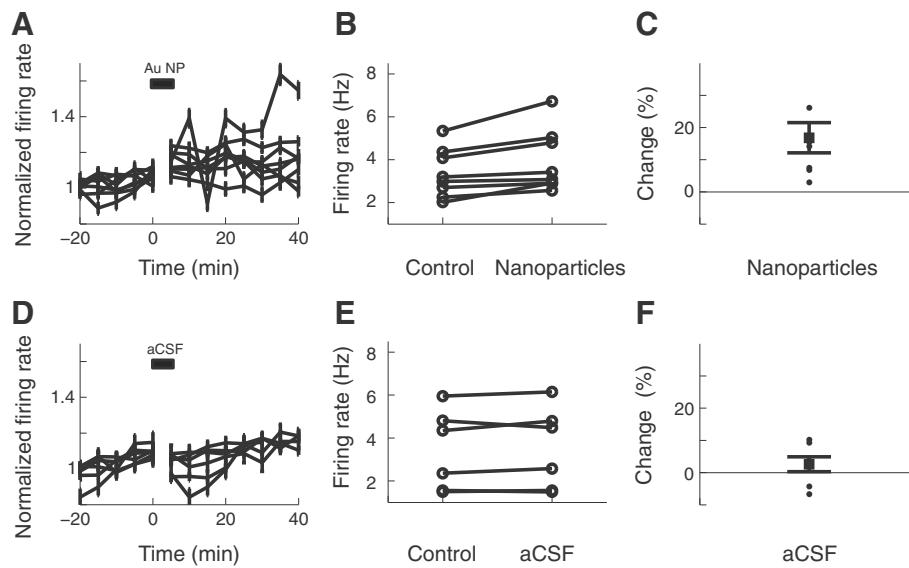 A
Normalized firing rate
Au NP
1.4
1
−20
0
20
40
Time (min)
B
Firing rate (Hz)
8
6
4
2
Control
Nanoparticles
C
Change (%)
20
0
Nanoparticles
D
Normalized firing rate
aCSF
1.4
1
−20
0
20
40
Time (min)
E
Firing rate (Hz)
8
6
4
2
Control
aCSF
F
Change (%)
20
0
aCSF